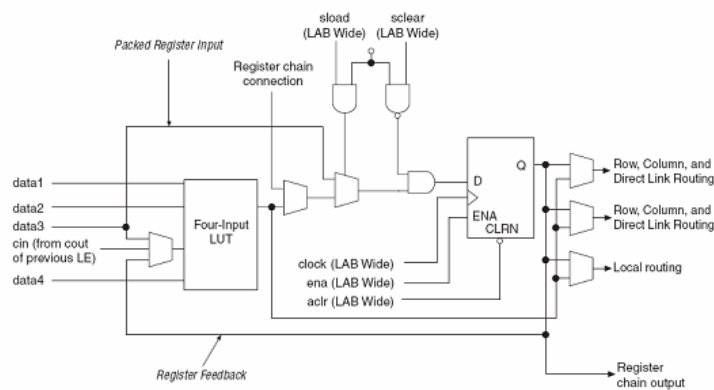 sload
(LAB Wide)
sclear
(LAB Wide)
Packed Register Input
Register chain
connection
data1
data2
data3
cin (from cout
of previous LE)
data4
Four-Input
LUT
D
Q
ENA
CLRN
clock (LAB Wide)
ena (LAB Wide)
aclr (LAB Wide)
Row, Column, and
Direct Link Routing
Row, Column, and
Direct Link Routing
Local routing
Register Feedback
Register
chain output